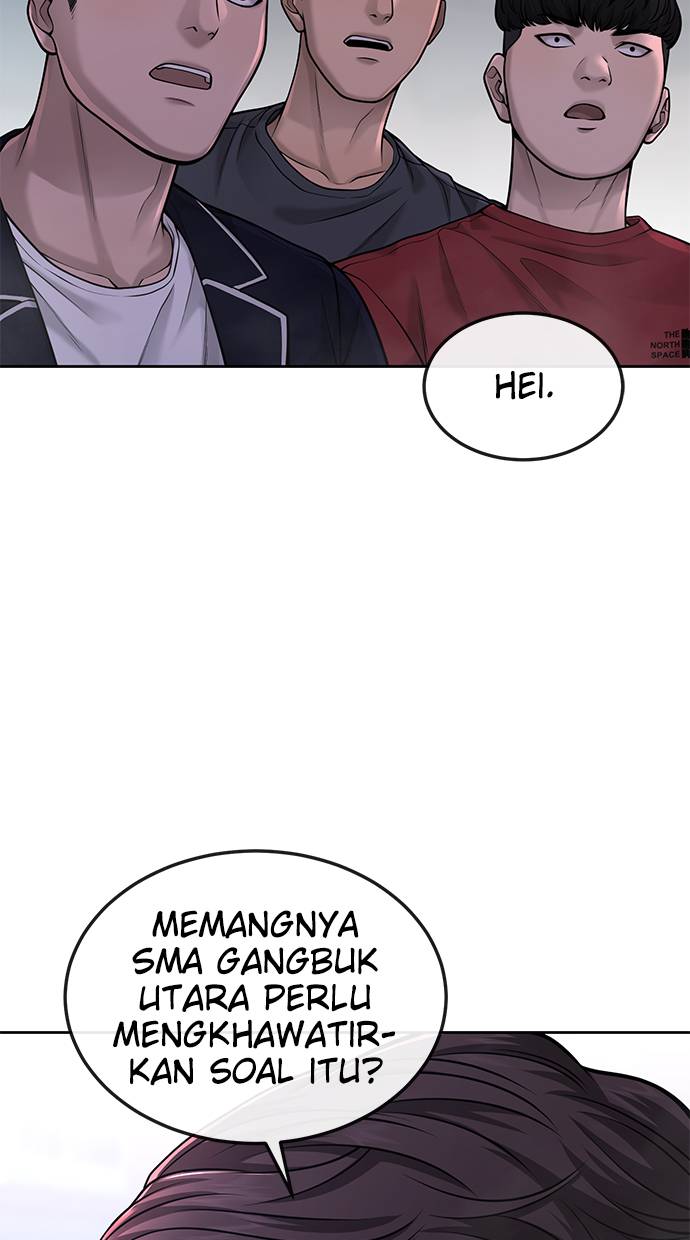 THE
NORTH
SPACE
HEI.
MEMANGNYA
SMA GANGBUK
UTARA PERLU
MENGKHAWATIR-
KAN SOAL ITU?